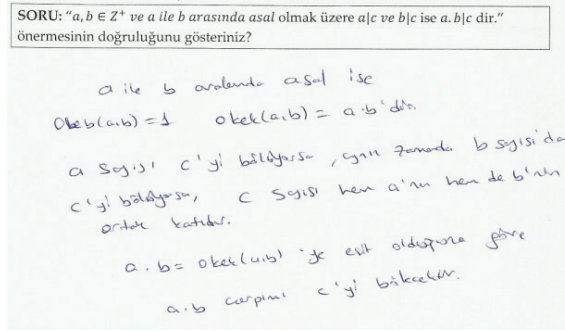 SORU: "a, b ∈ Z⁺ ve a ile b arasında asal olmak üzere a|c ve b|c ise a.b|c dir."
önermesinin doğruluğunu gösteriniz?
a ile b aralarında asal ise
Obeb(a,b) = 1 okek(a,b) = a.b'dir.
a sayısı c'yi bölüyorsa, aynı zamanda b sayısı da
c'yi bölüyorsa, c sayısı hem a'nın hem de b'nin
ortak katıdır.
a.b = okek(a,b) 'ye eşit olduğuna göre
a.b çarpımı c'yi bölecektir.